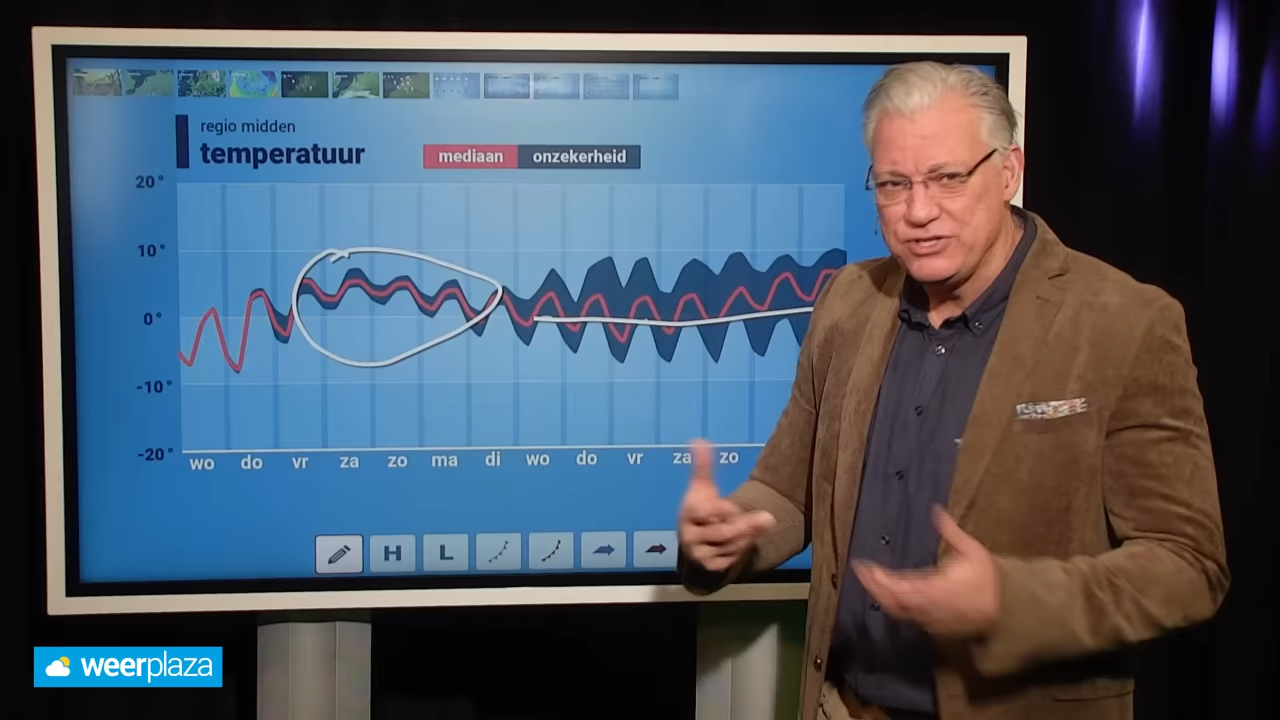 regio midden
temperatuur
mediaan onzekerheid
20°
10°
0°
-10°
-20°
wo do vr za zo ma di wo do vr za zo
H L
weerplaza